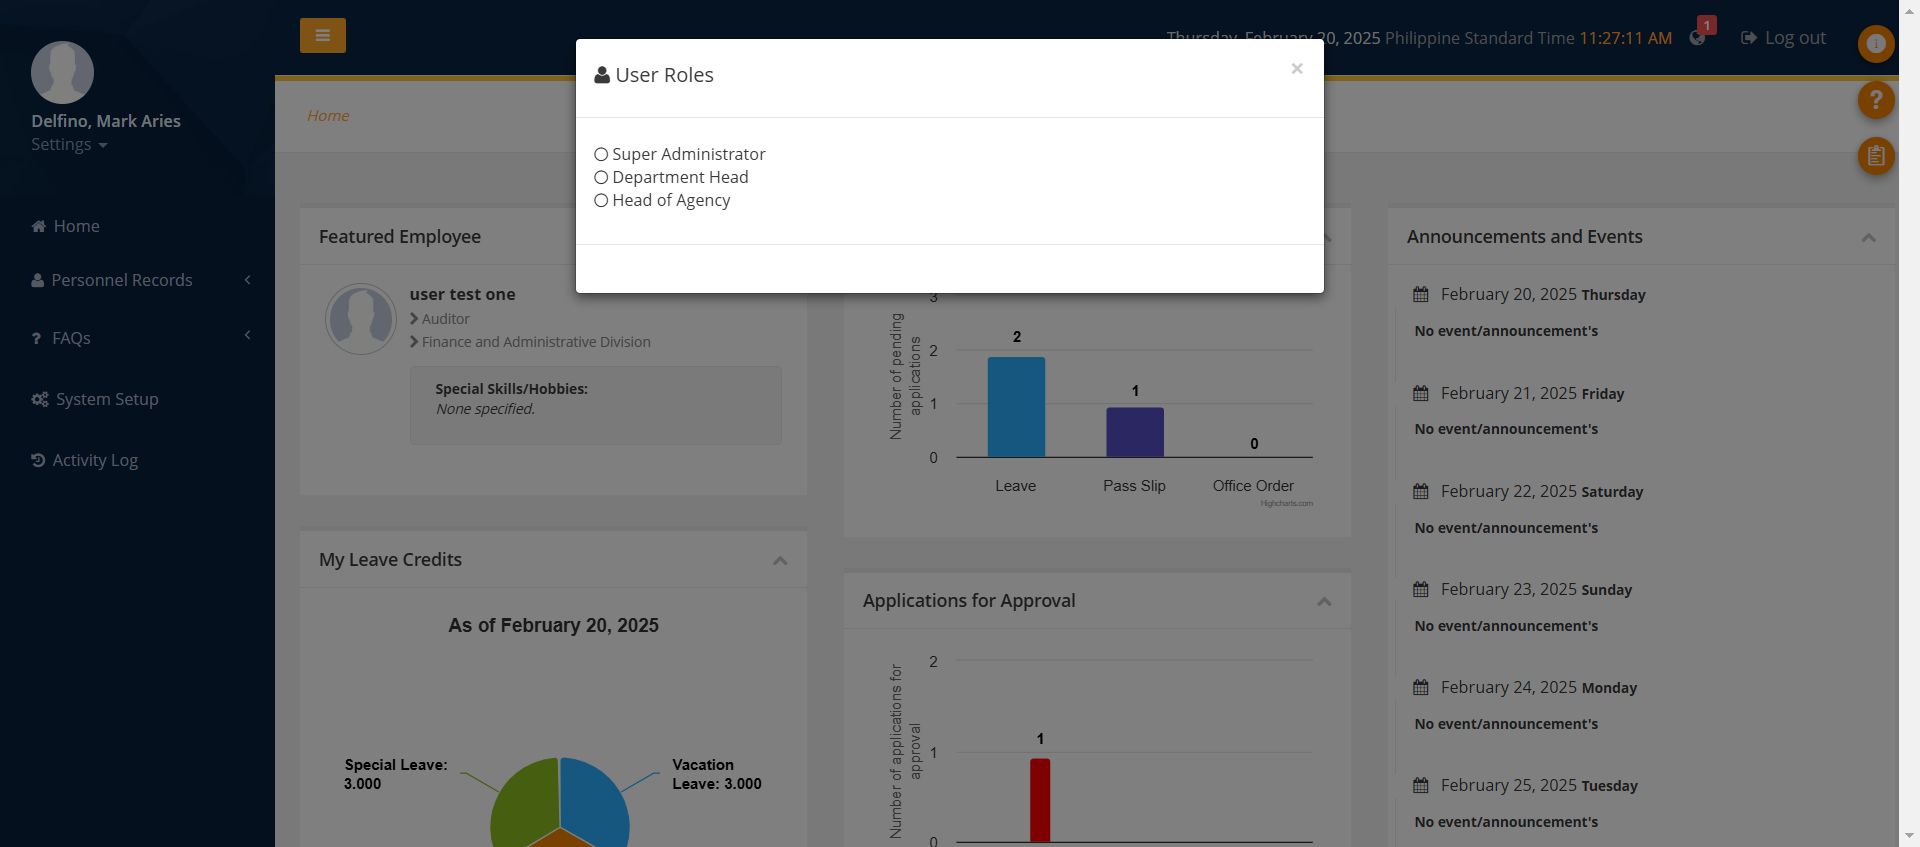 Delfino, Mark Aries
Settings
Home
Personnel Records
FAQs
System Setup
Activity Log
Thursday, February 20, 2025 Philippine Standard Time 11:27:11 AM
1
Log out
Home
User Roles
×
Super Administrator
Department Head
Head of Agency
Featured Employee
user test one
Auditor
Finance and Administrative Division
Special Skills/Hobbies:
None specified.
My Leave Credits
As of February 20, 2025
Special Leave:
3.000
Vacation
Leave: 3.000
Number of pending
applications
3
2
1
0
2
1
0
Leave
Pass Slip
Office Order
Highcharts.com
Applications for Approval
Number of applications for
approval
2
1
0
1
Announcements and Events
February 20, 2025 Thursday
No event/announcement's
February 21, 2025 Friday
No event/announcement's
February 22, 2025 Saturday
No event/announcement's
February 23, 2025 Sunday
No event/announcement's
February 24, 2025 Monday
No event/announcement's
February 25, 2025 Tuesday
No event/announcement's